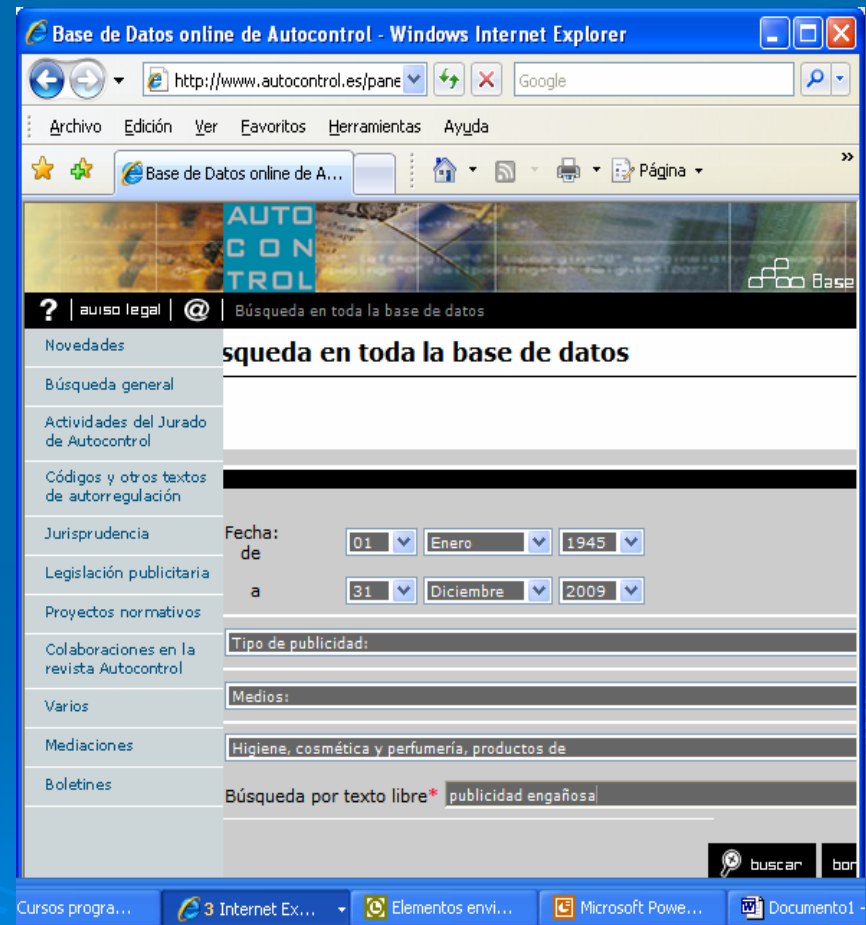 Base de Datos online de Autocontrol - Windows Internet Explorer
http://www.autocontrol.es/pane
Google
Archivo Edición Ver Favoritos Herramientas Ayuda
Base de Datos online de A...
Página
»
AUTO
CON
TROL
Base
? | aviso legal | @ | Búsqueda en toda la base de datos
squeda en toda la base de datos
Novedades
Búsqueda general
Actividades del Jurado
de Autocontrol
Códigos y otros textos
de autorregulación
Jurisprudencia
Legislación publicitaria
Proyectos normativos
Colaboraciones en la
revista Autocontrol
Varios
Mediaciones
Boletines
Fecha:
de 01 Enero 1945
a 31 Diciembre 2009
Tipo de publicidad:
Medios:
Higiene, cosmética y perfumería, productos de
Búsqueda por texto libre* publicidad engañosa
buscar bor
Cursos progra... 3 Internet Ex... Elementos envi... Microsoft Powe... Documento1 -